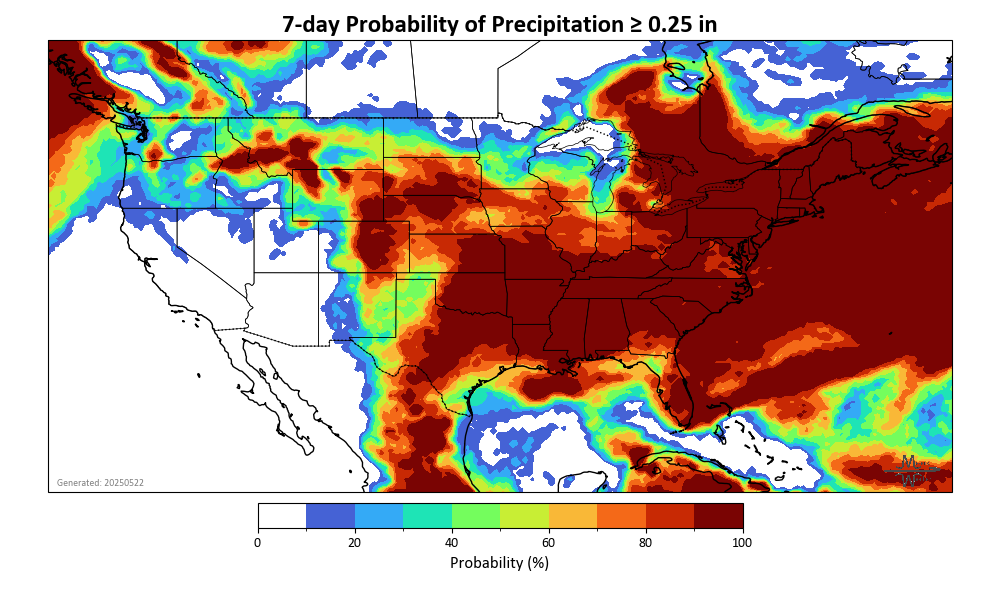 7-day Probability of Precipitation ≥ 0.25 in
Generated: 20250522
0 20 40 60 80 100
Probability (%)